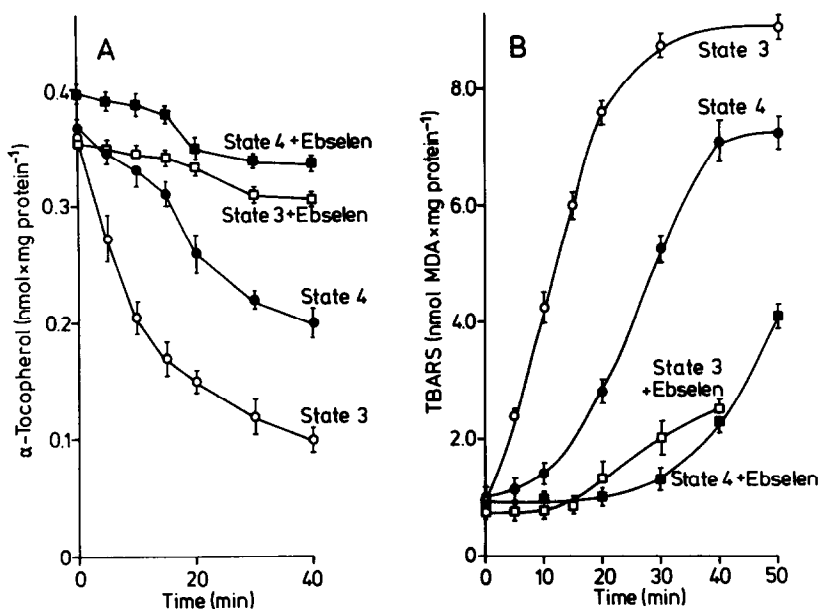 A
α-Tocopherol (nmol×mg protein⁻¹)
0.4
0.3
0.2
0.1
0
State 4+Ebselen
State 3+Ebselen
State 4
State 3
0
20
40
Time (min)
B
TBARS (nmol MDA×mg protein⁻¹)
8.0
6.0
4.0
2.0
0
State 3
State 4
State 3
+Ebselen
State 4+Ebselen
0
10
20
30
40
50
Time (min)